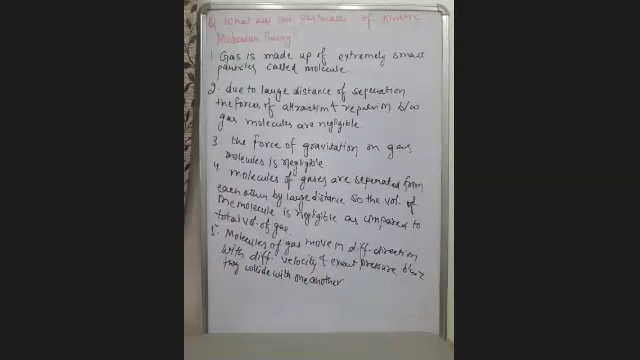 Q What are the Postulates of Kinetic
Molecular Theory?
1 Gas is made up of extremely small
particles called molecule.
2. due to large distance of seperation
the forces of attraction & repulsion b/w
gas molecules are negligible.
3 the force of gravitation on gas
molecules is negligible.
4. Molecules of gases are separated from
each other by large distance so the vol. of
one molecule is negligible as compared to
total vol. of gas.
5. Molecules of gas move in diff. direction
with diff. velocity & exert pressure b'coz
they collide with one another